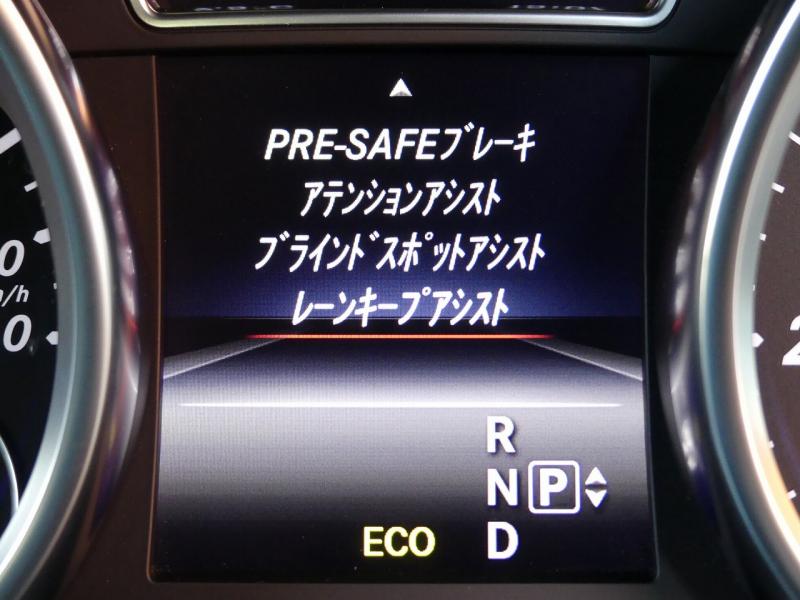 PRE-SAFEブレーキ
アテンションアシスト
ブラインドスポットアシスト
レーンキープアシスト
R
N P
ECO D